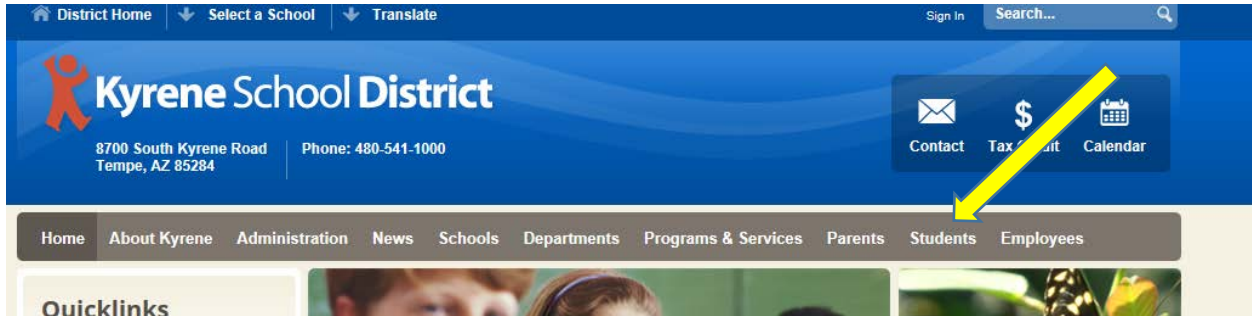 District Home Select a School Translate Sign In Search...
Kyrene School District
8700 South Kyrene Road Phone: 480-541-1000
Tempe, AZ 85284
Contact Tax Calendar
Home About Kyrene Administration News Schools Departments Programs & Services Parents Students Employees
Quicklinks